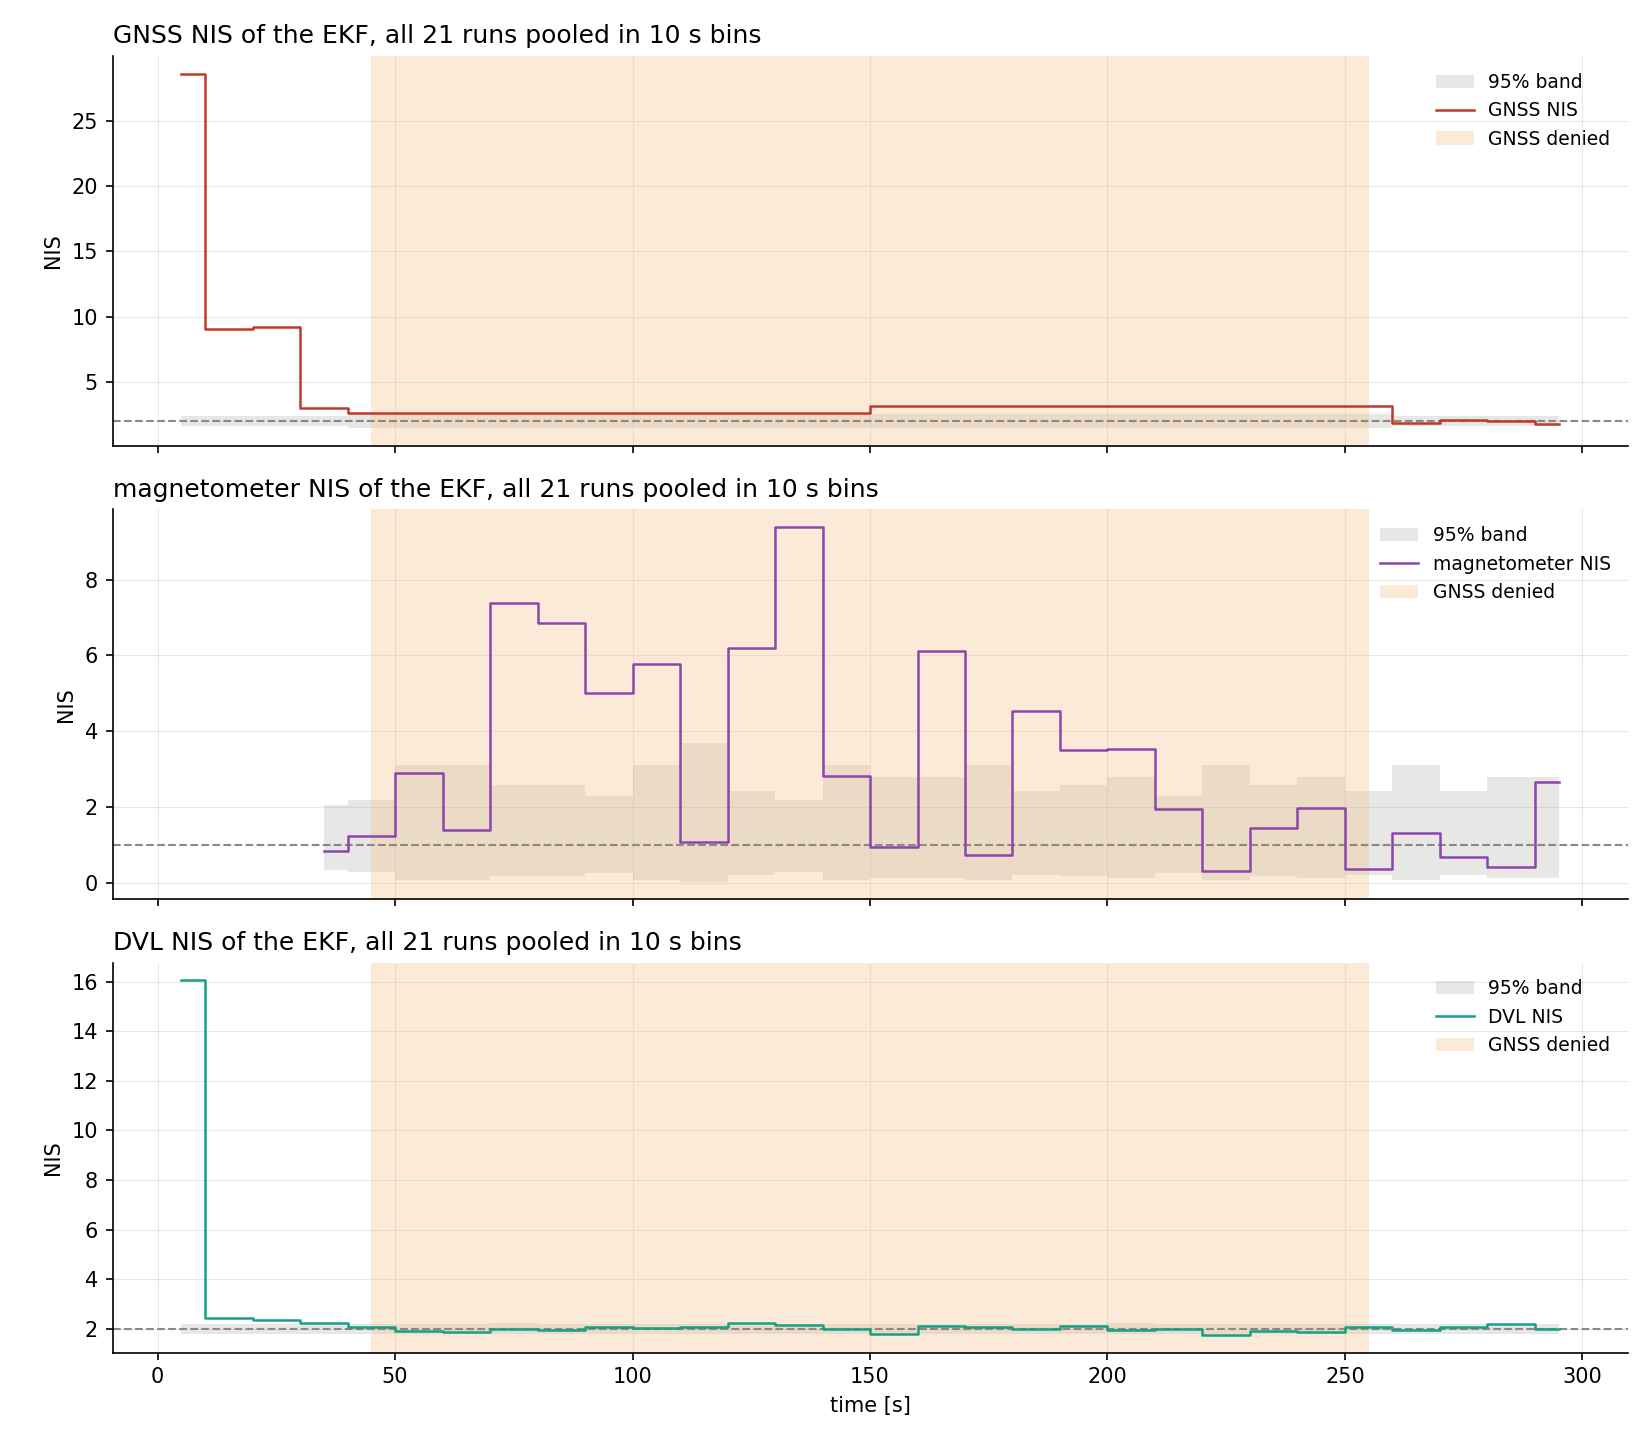 GNSS NIS of the EKF, all 21 runs pooled in 10 s bins
95% band
GNSS NIS
GNSS denied
25
20
15
10
5
NIS
magnetometer NIS of the EKF, all 21 runs pooled in 10 s bins
95% band
magnetometer NIS
GNSS denied
8
6
4
2
0
NIS
DVL NIS of the EKF, all 21 runs pooled in 10 s bins
95% band
DVL NIS
GNSS denied
16
14
12
10
8
6
4
2
NIS
0 50 100 150 200 250 300
time [s]